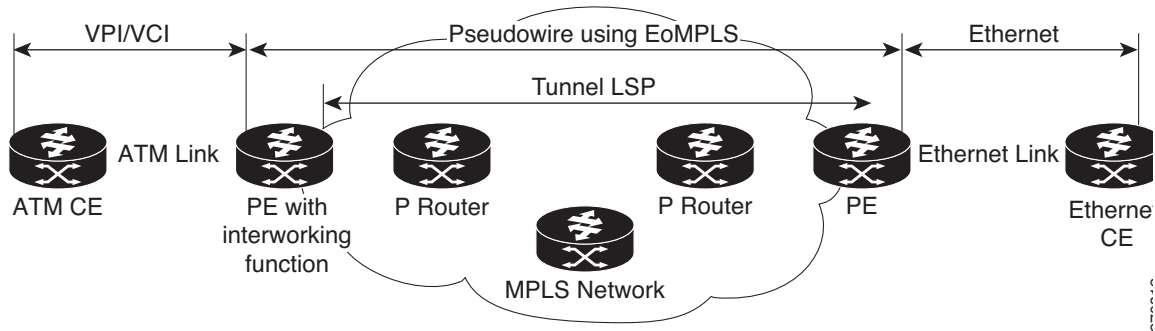 VPI/VCI
Pseudowire using EoMPLS
Ethernet
Tunnel LSP
ATM Link
Ethernet Link
ATM CE
PE with
interworking
function
P Router
P Router
PE
Ethernet
CE
MPLS Network